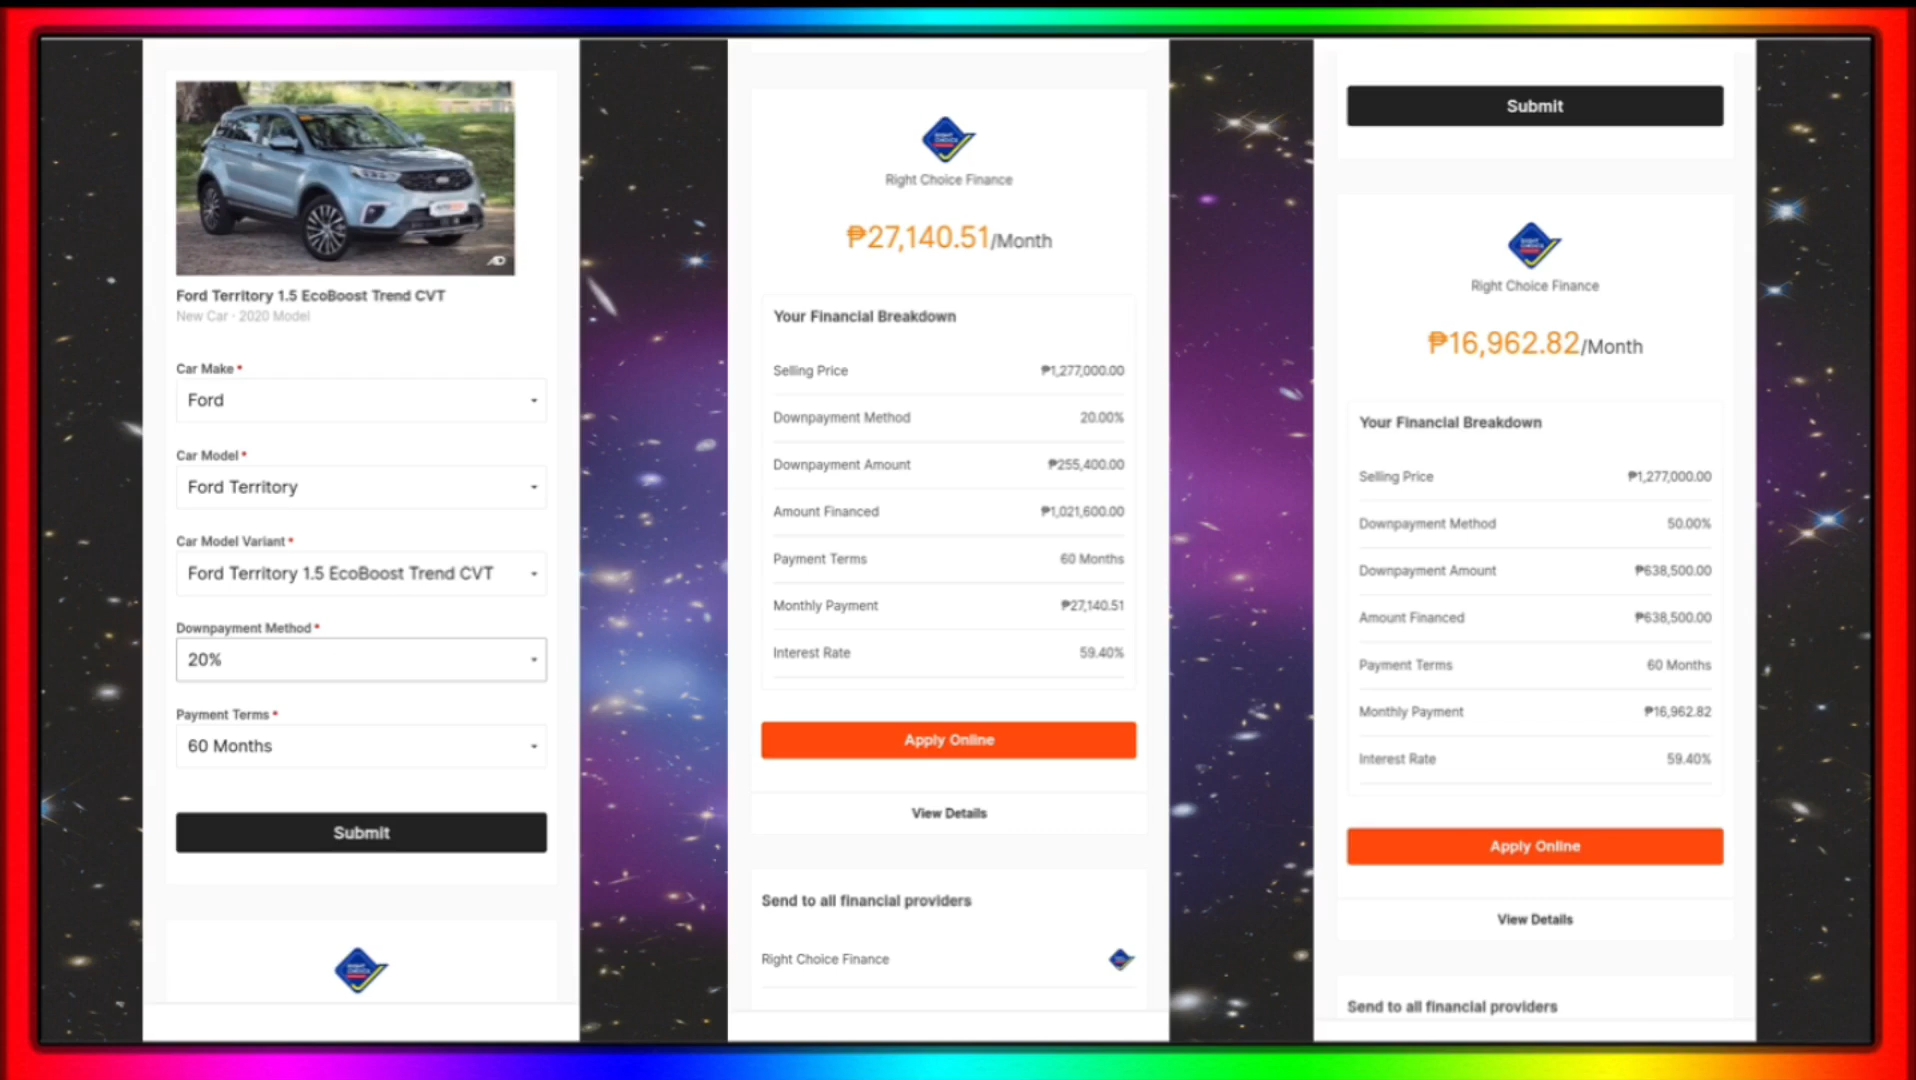 Ford Territory 1.5 EcoBoost Trend CVT
New Car · 2020 Model
Car Make *
Ford
Car Model *
Ford Territory
Car Model Variant *
Ford Territory 1.5 EcoBoost Trend CVT
Downpayment Method *
20%
Payment Terms *
60 Months
Submit
RIGHT
CHOICE
Right Choice Finance
₱27,140.51/Month
Your Financial Breakdown
Selling Price ₱1,277,000.00
Downpayment Method 20.00%
Downpayment Amount ₱255,400.00
Amount Financed ₱1,021,600.00
Payment Terms 60 Months
Monthly Payment ₱27,140.51
Interest Rate 59.40%
Apply Online
View Details
Send to all financial providers
Right Choice Finance
Submit
RIGHT
CHOICE
Right Choice Finance
₱16,962.82/Month
Your Financial Breakdown
Selling Price ₱1,277,000.00
Downpayment Method 50.00%
Downpayment Amount ₱638,500.00
Amount Financed ₱638,500.00
Payment Terms 60 Months
Monthly Payment ₱16,962.82
Interest Rate 59.40%
Apply Online
View Details
Send to all financial providers